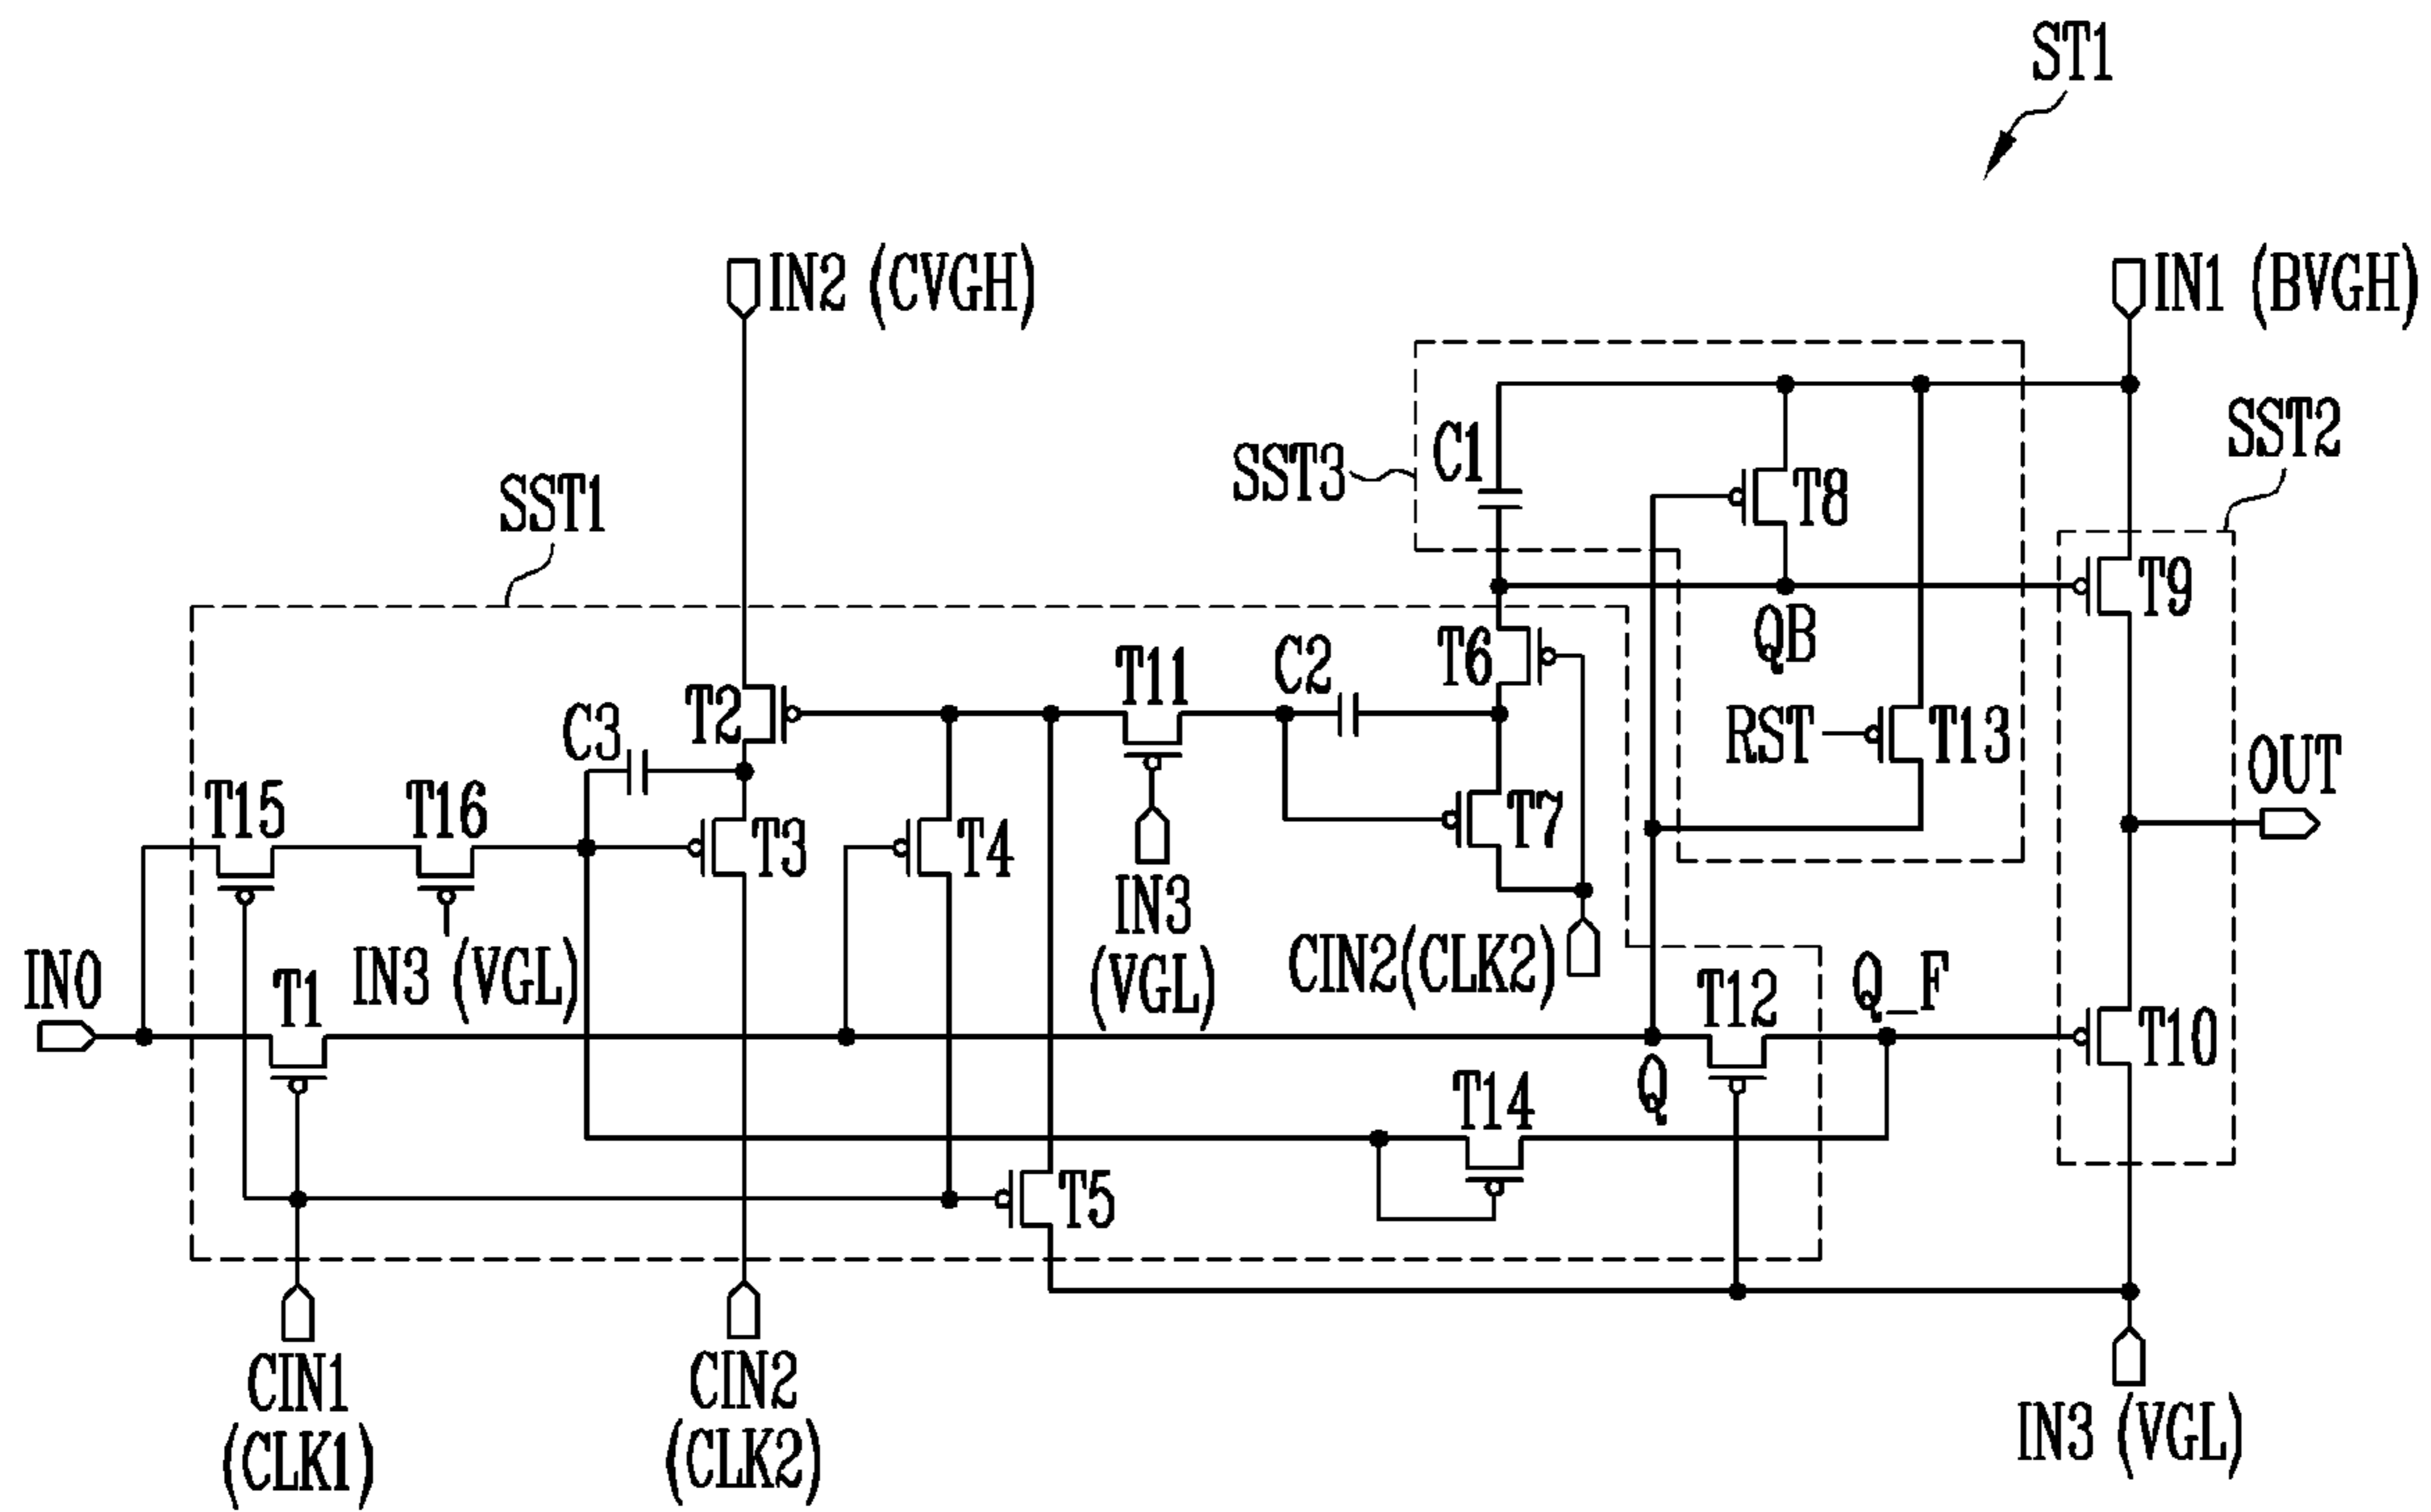 ST1
IN2 (CVGH)
IN1 (BVGH)
SST2
SST3
C1
T8
SST1
T9
QB
T6
T11
C2
T2
C3
RST
T13
OUT
T15
T16
T3
T4
T7
IN3
(VGL)
CIN2(CLK2)
IN0
T1
IN3 (VGL)
T12
Q_F
T10
Q
T14
T5
CIN1
(CLK1)
CIN2
(CLK2)
IN3 (VGL)